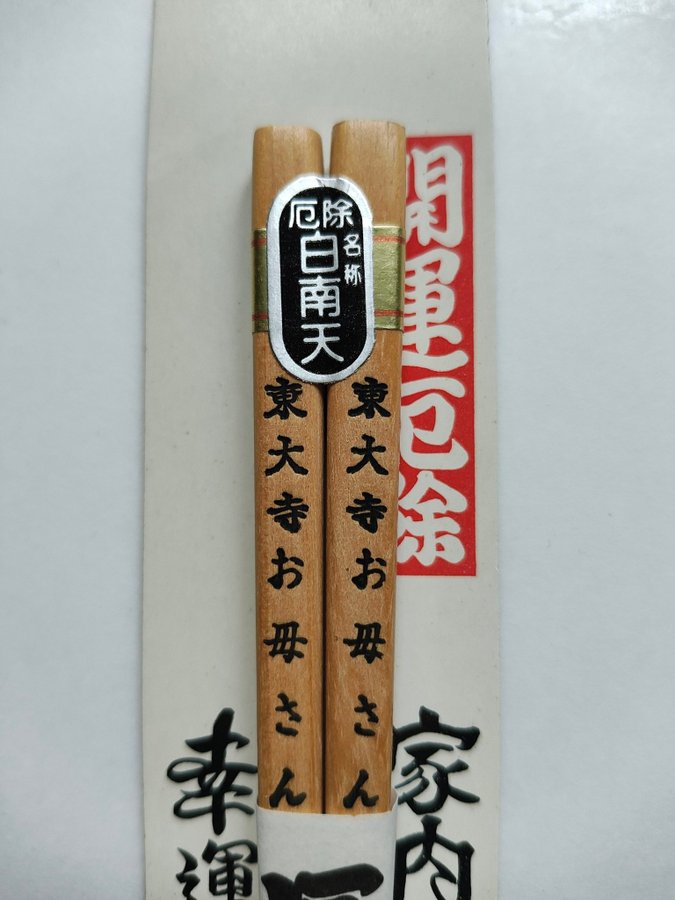 開運厄除
厄除
名称
白南天
東大寺お母さん
東大寺お母さん
家内
幸運